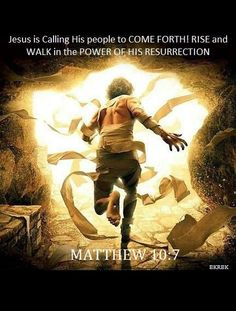 Jesus is Calling His people to COME FORTH! RISE and
WALK in the POWER OF HIS RESURRECTION
MATTHEW 10:7